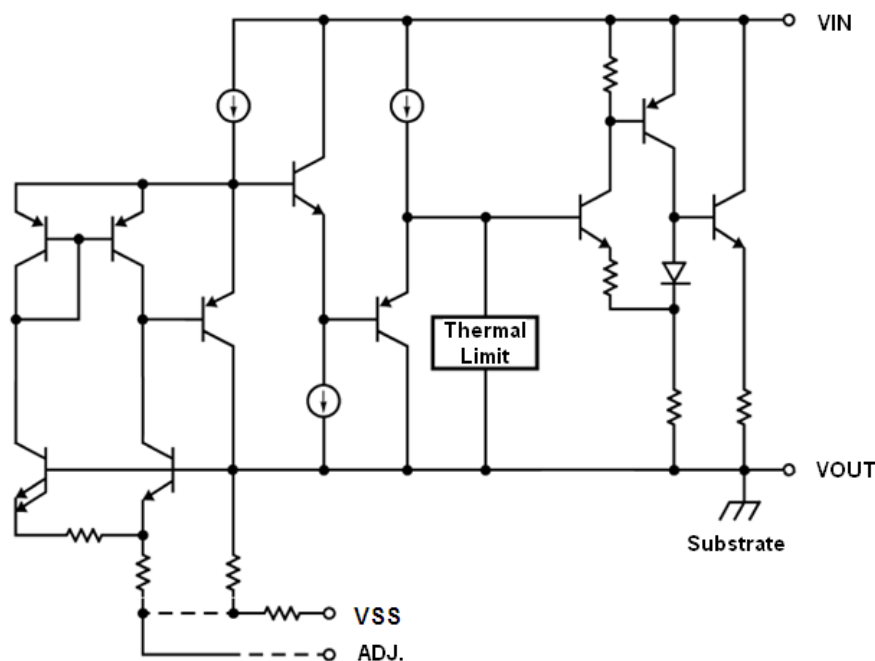 VIN
Thermal
Limit
VOUT
Substrate
VSS
ADJ.